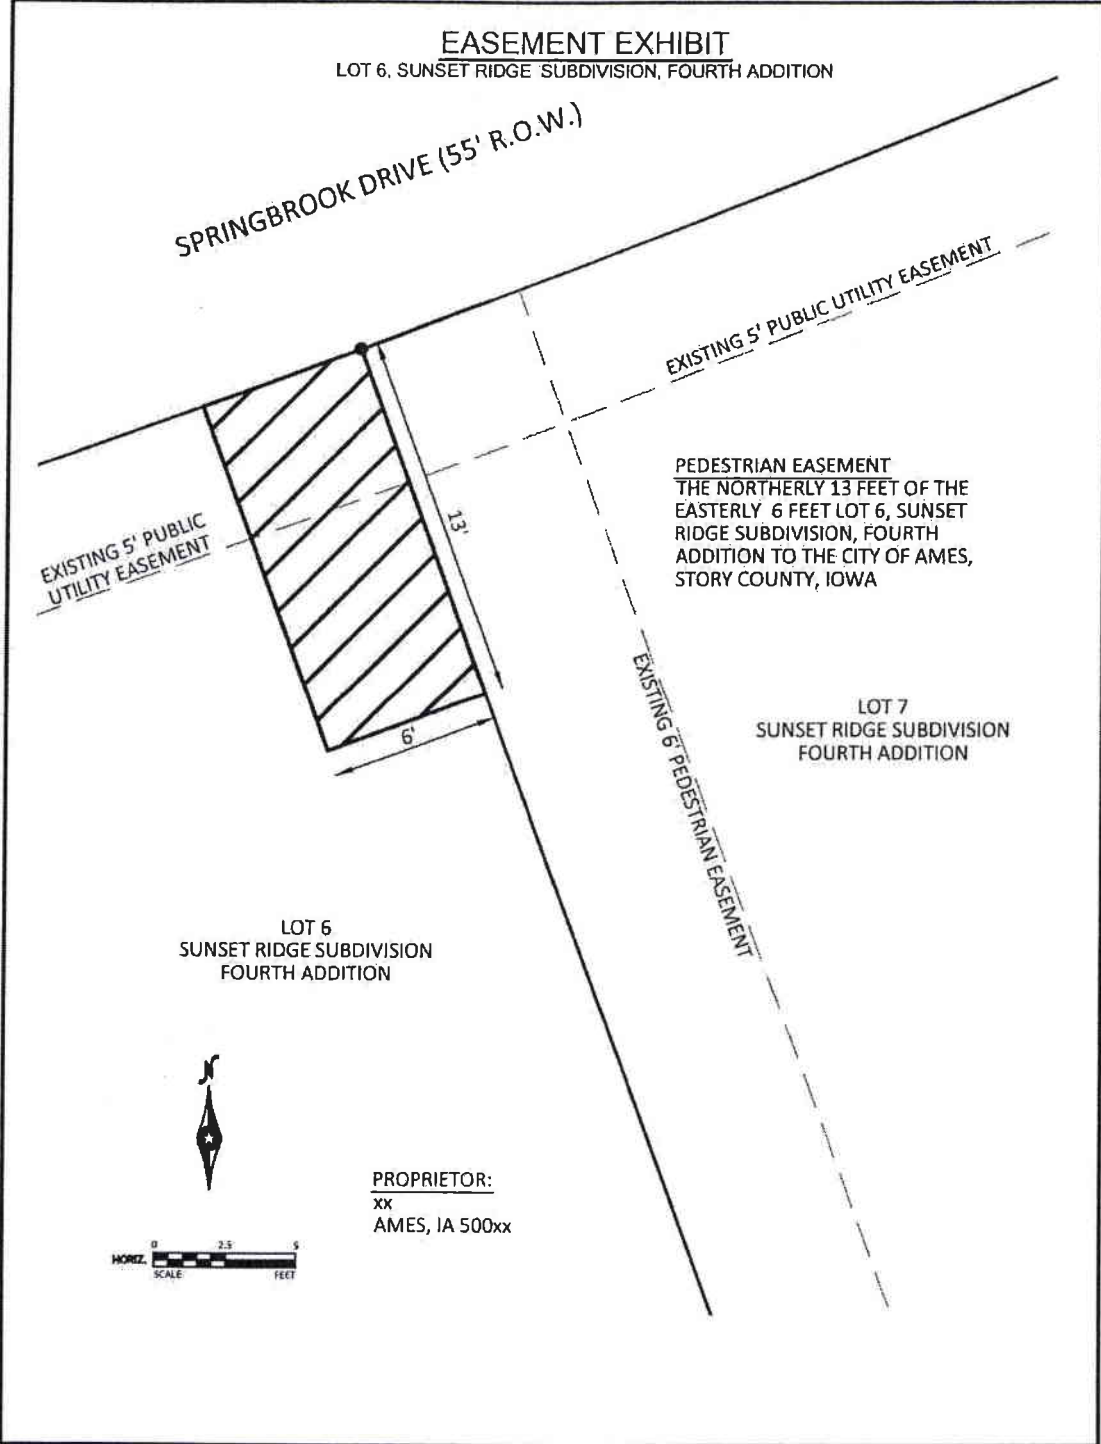 EASEMENT EXHIBIT
LOT 6, SUNSET RIDGE SUBDIVISION, FOURTH ADDITION
SPRINGBROOK DRIVE (55' R.O.W.)
EXISTING 5' PUBLIC UTILITY EASEMENT
PEDESTRIAN EASEMENT
THE NORTHERLY 13 FEET OF THE
EASTERLY 6 FEET LOT 6, SUNSET
RIDGE SUBDIVISION, FOURTH
ADDITION TO THE CITY OF AMES,
STORY COUNTY, IOWA
13'
EXISTING 5' PUBLIC
UTILITY EASEMENT
6'
EXISTING 6' PEDESTRIAN EASEMENT
LOT 7
SUNSET RIDGE SUBDIVISION
FOURTH ADDITION
LOT 6
SUNSET RIDGE SUBDIVISION
FOURTH ADDITION
N
PROPRIETOR:
xx
AMES, IA 500xx
0 2.5 5
HORIZ.
SCALE FEET